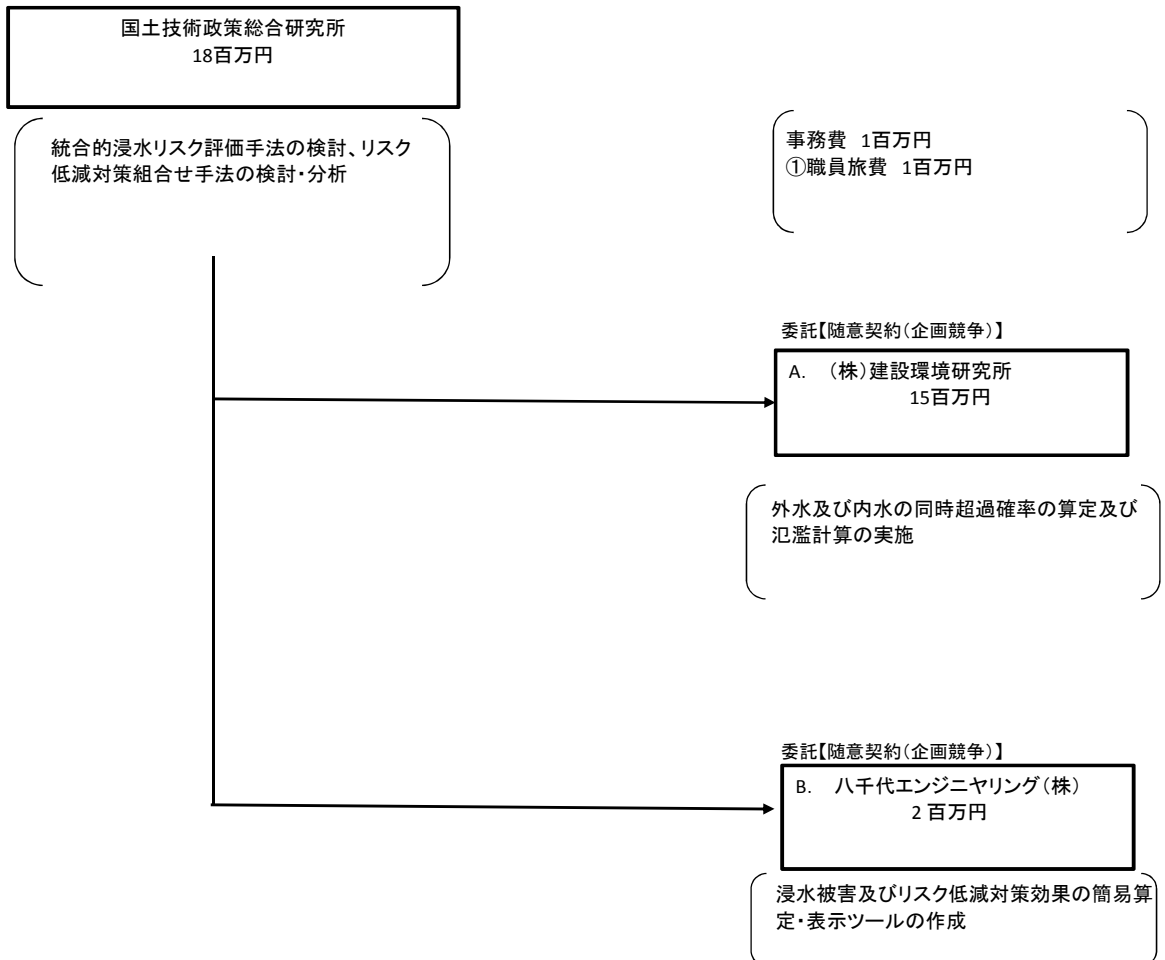 国土技術政策総合研究所
18百万円
統合的浸水リスク評価手法の検討、リスク
低減対策組合せ手法の検討・分析
事務費 1百万円
①職員旅費 1百万円
委託【随意契約(企画競争)】
A. (株)建設環境研究所
15百万円
外水及び内水の同時超過確率の算定及び
氾濫計算の実施
委託【随意契約(企画競争)】
B. 八千代エンジニヤリング(株)
2 百万円
浸水被害及びリスク低減対策効果の簡易算
定・表示ツールの作成